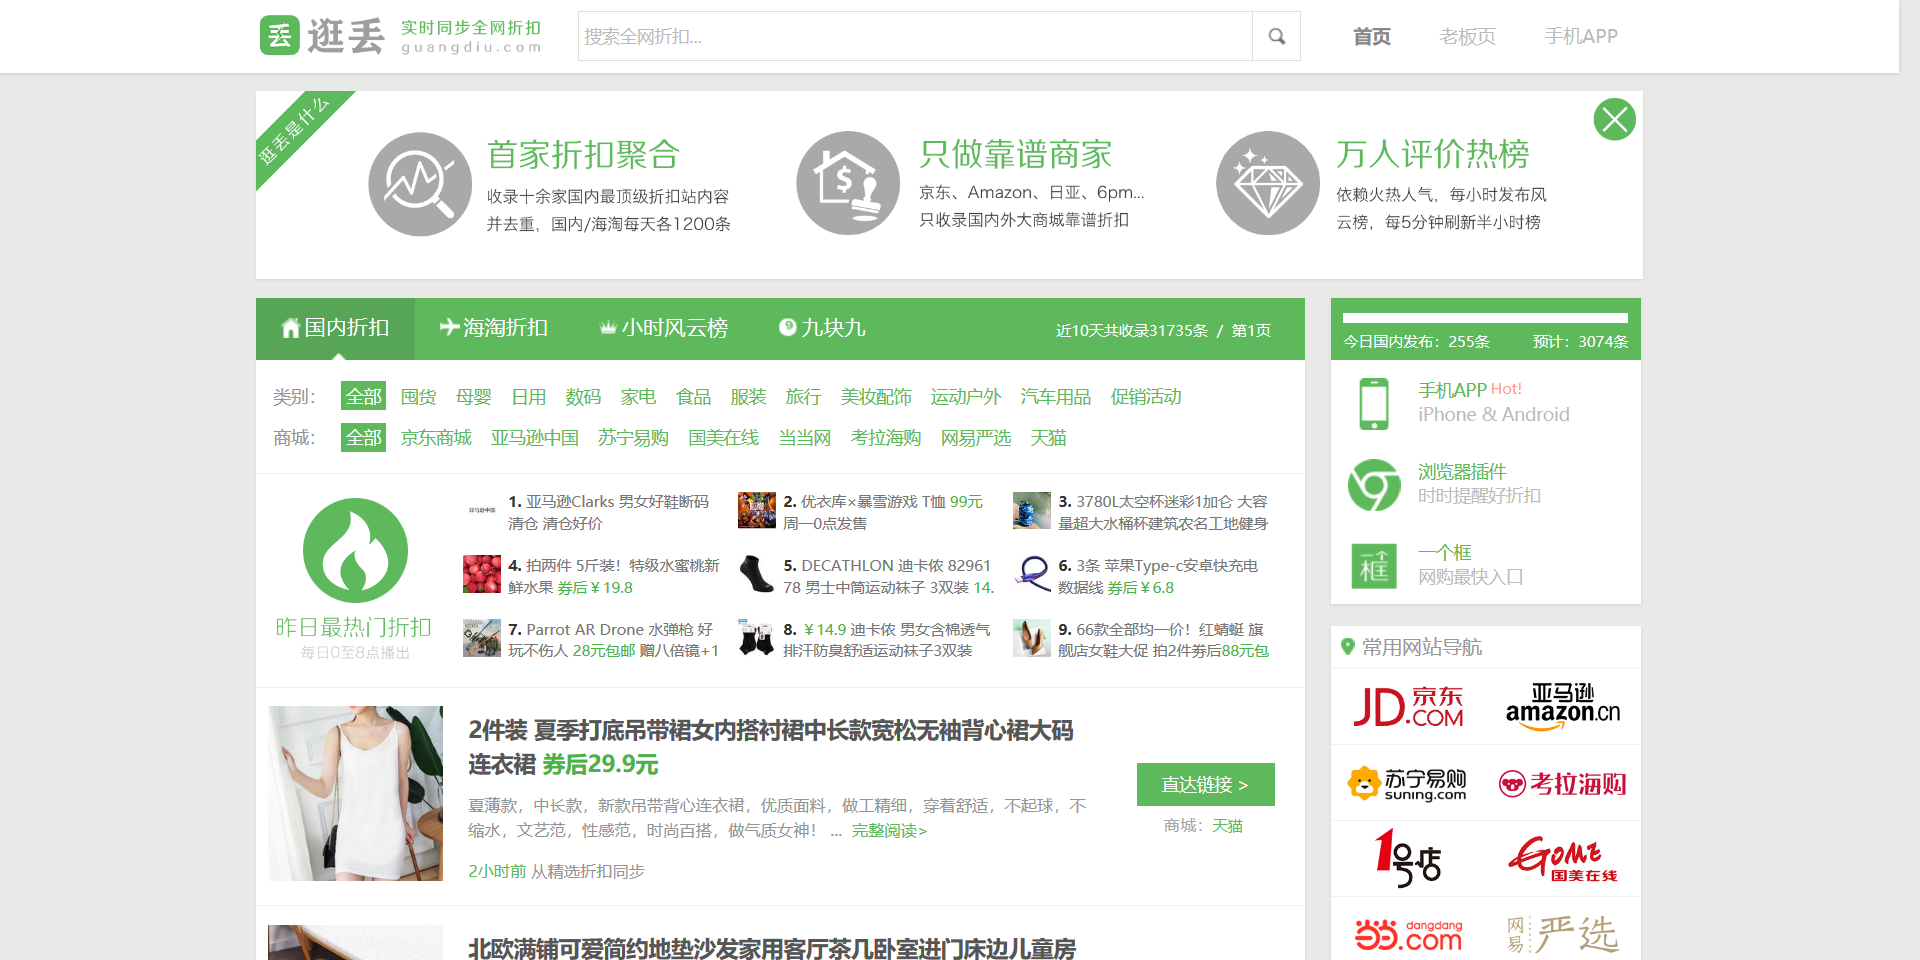 丢 逛丢 实时同步全网折扣
guangdiu.com
搜索全网折扣...
首页 老板页 手机APP
逛丢是什么
首家折扣聚合
收录十余家国内最顶级折扣站内容
并去重，国内/海淘每天各1200条
只做靠谱商家
京东、Amazon、日亚、6pm...
只收录国内外大商城靠谱折扣
万人评价热榜
依赖火热人气，每小时发布风
云榜，每5分钟刷新半小时榜
国内折扣 海淘折扣 小时风云榜 九块九 近10天共收录31735条 / 第1页
类别： 全部 囤货 母婴 日用 数码 家电 食品 服装 旅行 美妆配饰 运动户外 汽车用品 促销活动
商城： 全部 京东商城 亚马逊中国 苏宁易购 国美在线 当当网 考拉海购 网易严选 天猫
昨日最热门折扣
每日0至8点播出
亚马逊中国
1. 亚马逊Clarks 男女好鞋断码
清仓 清仓好价
2. 优衣库×暴雪游戏 T恤 99元
周一0点发售
3. 3780L太空杯迷彩1加仑 大容
量超大水桶杯建筑农名工地健身
4. 拍两件 5斤装！特级水蜜桃新
鲜水果 券后￥19.8
5. DECATHLON 迪卡侬 82961
78 男士中筒运动袜子 3双装 14.
6. 3条 苹果Type-c安卓快充电
数据线 券后￥6.8
7. Parrot AR Drone 水弹枪 好
玩不伤人 28元包邮 赠八倍镜+1
8. ￥14.9 迪卡侬 男女含棉透气
排汗防臭舒适运动袜子3双装
9. 66款全部均一价！红蜻蜓 旗
舰店女鞋大促 拍2件券后88元包
2件装 夏季打底吊带裙女内搭衬裙中长款宽松无袖背心裙大码
连衣裙 券后29.9元
夏薄款，中长款，新款吊带背心连衣裙，优质面料，做工精细，穿着舒适，不起球，不
缩水，文艺范，性感范，时尚百搭，做气质女神！ ... 完整阅读>
2小时前 从精选折扣同步
直达链接 >
商城：天猫
北欧满铺可爱简约地垫沙发家用客厅茶几卧室进门床边儿童房
今日国内发布：255条 预计：3074条
手机APP Hot!
iPhone & Android
浏览器插件
时时提醒好折扣
一个框
一个框
网购最快入口
常用网站导航
JD.COM 京东
亚马逊 amazon.cn
苏宁易购 suning.com
考拉海购
1号店
GOME 国美在线
当当 dangdang.com
网易严选